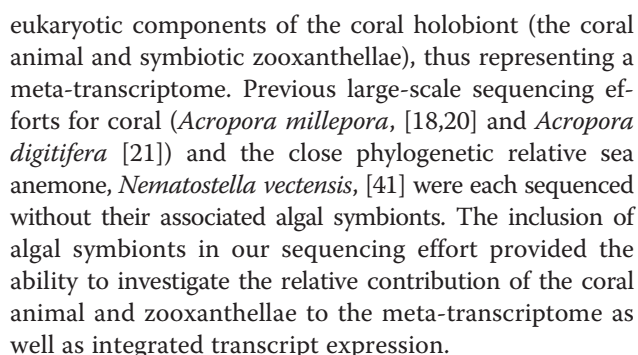 eukaryotic components of the coral holobiont (the coral
animal and symbiotic zooxanthellae), thus representing a
meta-transcriptome. Previous large-scale sequencing ef-
forts for coral (Acropora millepora, [18,20] and Acropora
digitifera [21]) and the close phylogenetic relative sea
anemone, Nematostella vectensis, [41] were each sequenced
without their associated algal symbionts. The inclusion of
algal symbionts in our sequencing effort provided the
ability to investigate the relative contribution of the coral
animal and zooxanthellae to the meta-transcriptome as
well as integrated transcript expression.